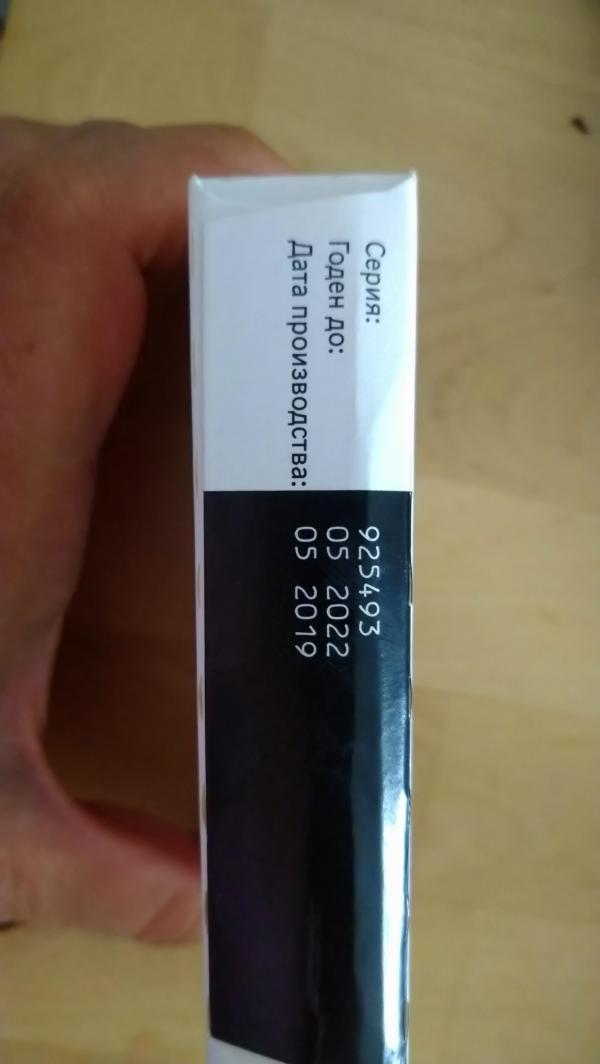 Серия: 925493
Годен до: 05 2022
Дата производства: 05 2019